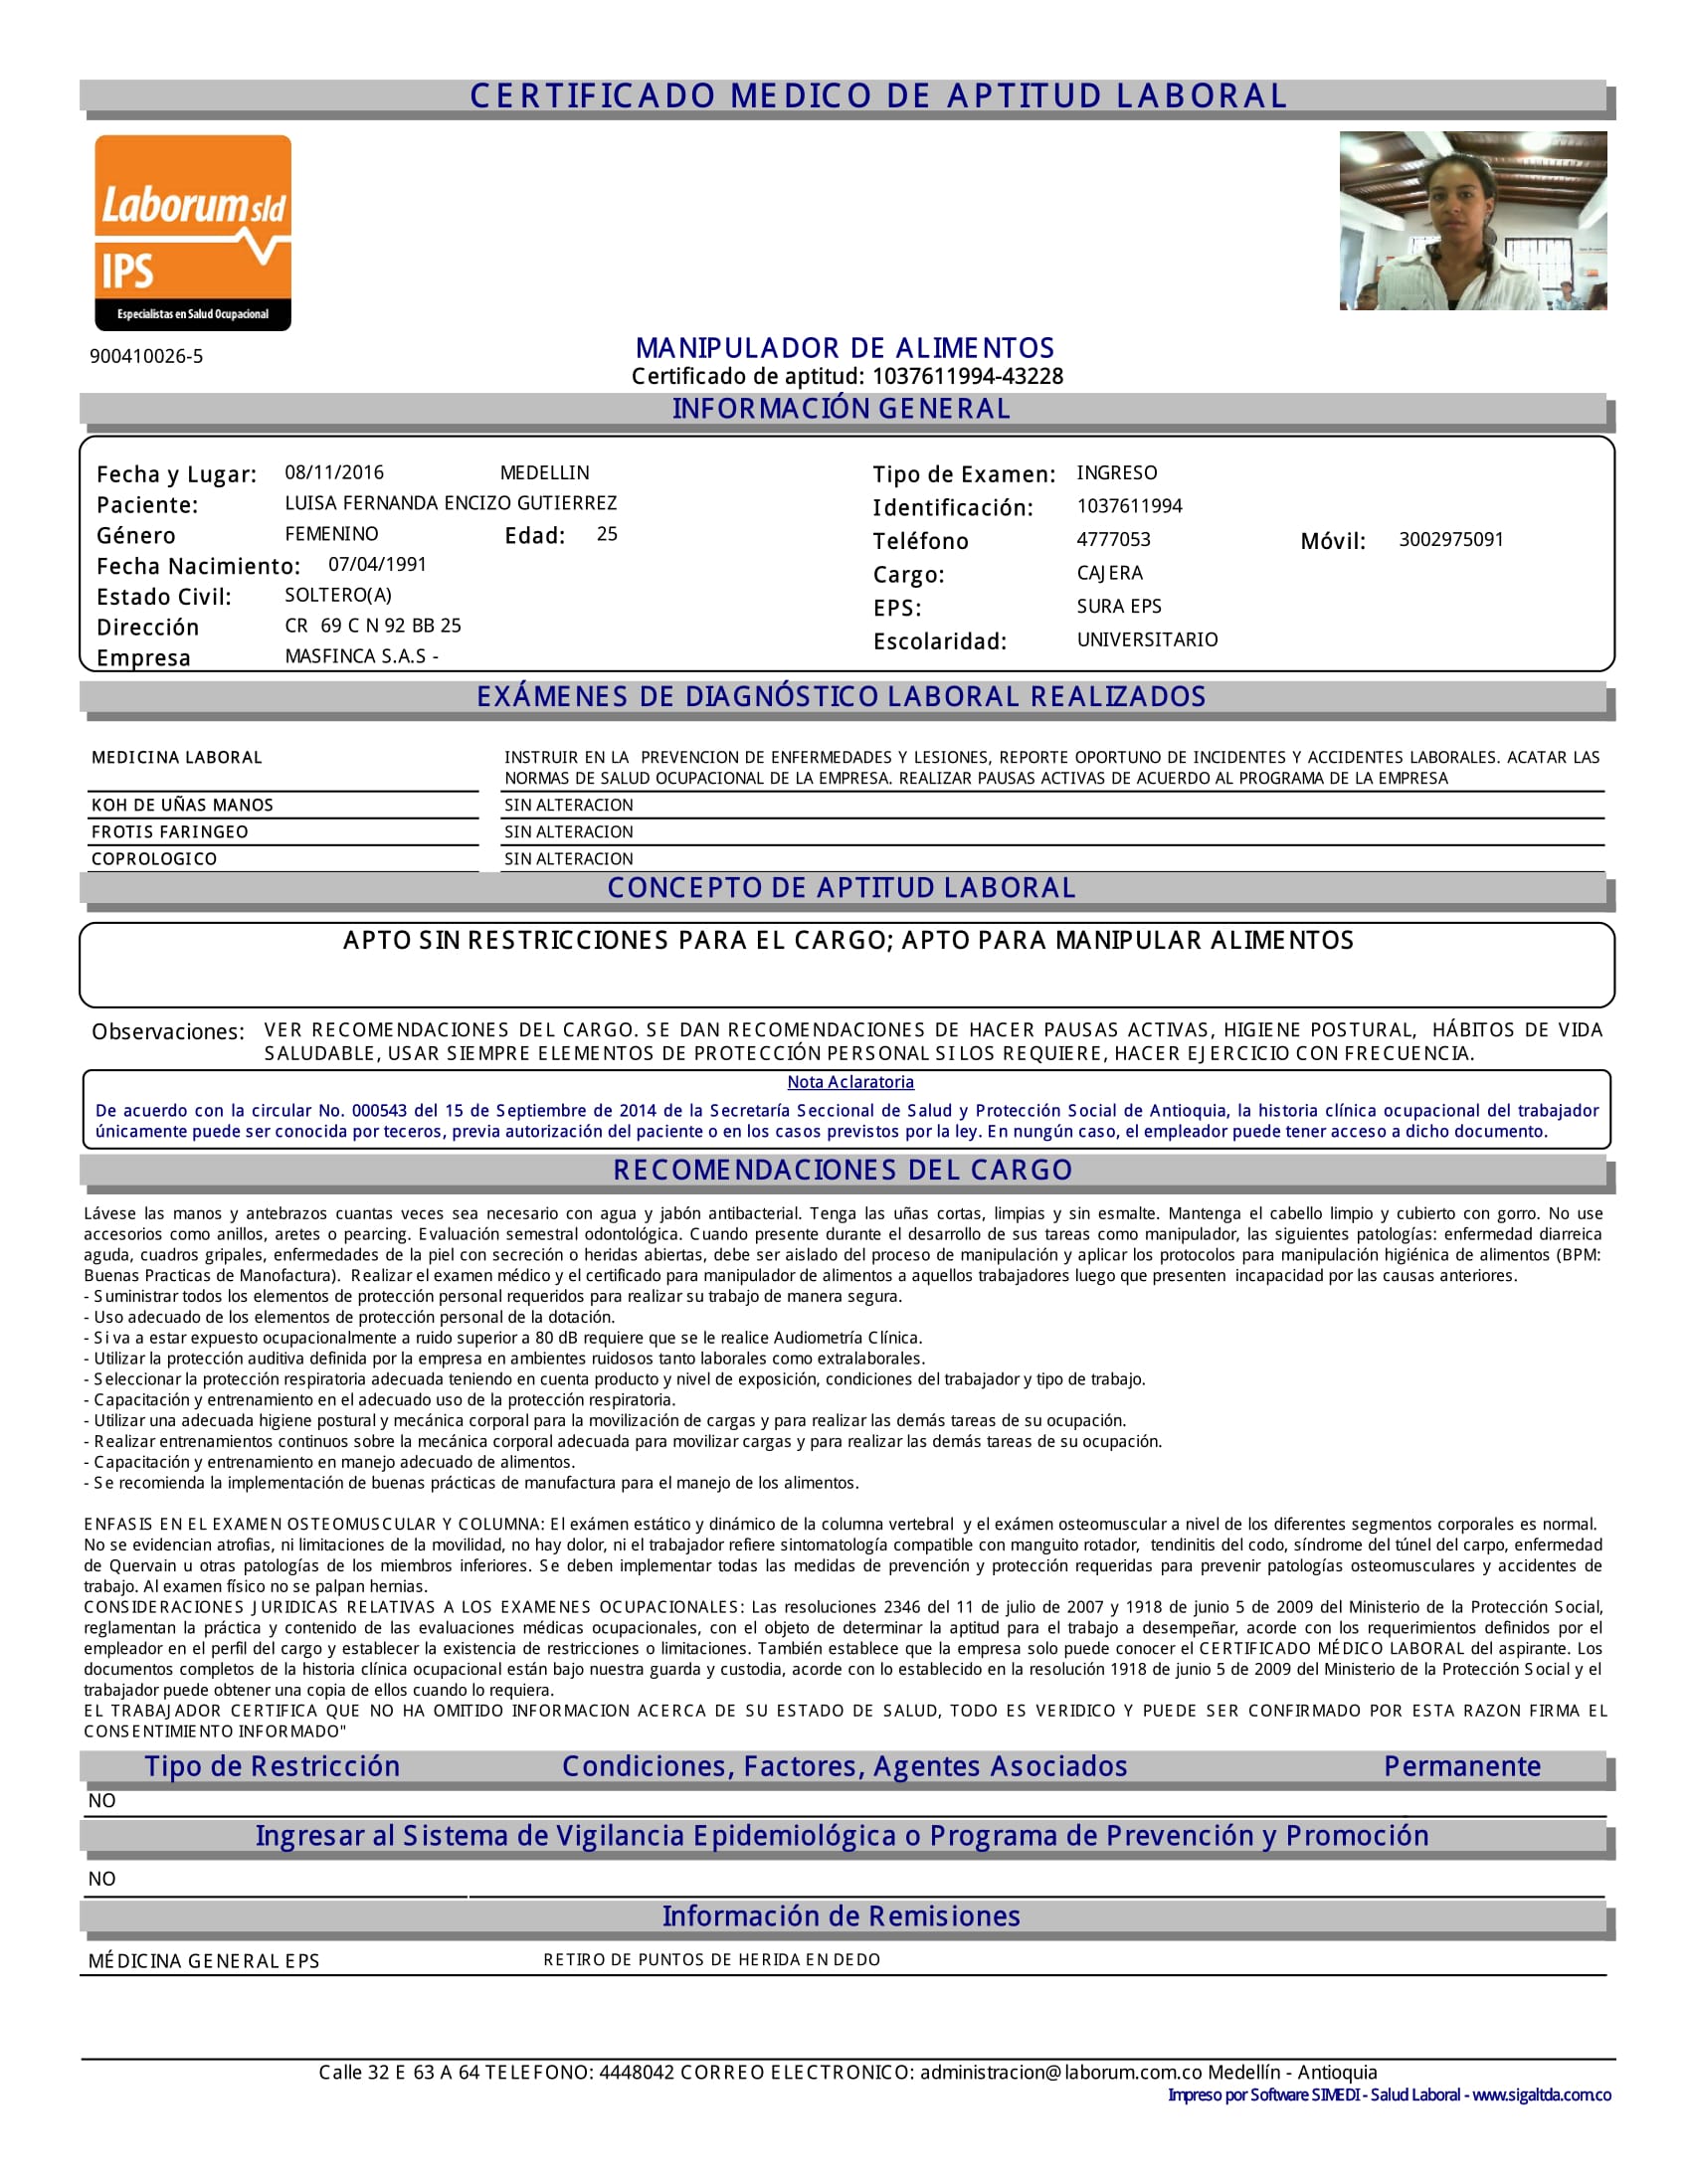 CERTIFICADO MEDICO DE APTITUD LABORAL
Laborum sld
IPS
Especialistas en Salud Ocupacional
900410026-5
MANIPULADOR DE ALIMENTOS
Certificado de aptitud: 1037611994-43228
INFORMACIÓN GENERAL
Fecha y Lugar: 08/11/2016 MEDELLIN Tipo de Examen: INGRESO
Paciente: LUISA FERNANDA ENCIZO GUTIERREZ Identificación: 1037611994
Género FEMENINO Edad: 25 Teléfono 4777053 Móvil: 3002975091
Fecha Nacimiento: 07/04/1991 Cargo: CAJERA
Estado Civil: SOLTERO(A) EPS: SURA EPS
Dirección CR 69 C N 92 BB 25 Escolaridad: UNIVERSITARIO
Empresa MASFINCA S.A.S -
EXÁMENES DE DIAGNÓSTICO LABORAL REALIZADOS
MEDICINA LABORAL INSTRUIR EN LA PREVENCION DE ENFERMEDADES Y LESIONES, REPORTE OPORTUNO DE INCIDENTES Y ACCIDENTES LABORALES. ACATAR LAS
NORMAS DE SALUD OCUPACIONAL DE LA EMPRESA. REALIZAR PAUSAS ACTIVAS DE ACUERDO AL PROGRAMA DE LA EMPRESA
KOH DE UÑAS MANOS SIN ALTERACION
FROTIS FARINGEO SIN ALTERACION
COPROLOGICO SIN ALTERACION
CONCEPTO DE APTITUD LABORAL
APTO SIN RESTRICCIONES PARA EL CARGO; APTO PARA MANIPULAR ALIMENTOS
Observaciones: VER RECOMENDACIONES DEL CARGO. SE DAN RECOMENDACIONES DE HACER PAUSAS ACTIVAS, HIGIENE POSTURAL, HÁBITOS DE VIDA
SALUDABLE, USAR SIEMPRE ELEMENTOS DE PROTECCIÓN PERSONAL SI LOS REQUIERE, HACER EJERCICIO CON FRECUENCIA.
Nota Aclaratoria
De acuerdo con la circular No. 000543 del 15 de Septiembre de 2014 de la Secretaría Seccional de Salud y Protección Social de Antioquia, la historia clínica ocupacional del trabajador
únicamente puede ser conocida por teceros, previa autorización del paciente o en los casos previstos por la ley. En nungún caso, el empleador puede tener acceso a dicho documento.
RECOMENDACIONES DEL CARGO
Lávese las manos y antebrazos cuantas veces sea necesario con agua y jabón antibacterial. Tenga las uñas cortas, limpias y sin esmalte. Mantenga el cabello limpio y cubierto con gorro. No use
accesorios como anillos, aretes o pearcing. Evaluación semestral odontológica. Cuando presente durante el desarrollo de sus tareas como manipulador, las siguientes patologías: enfermedad diarreica
aguda, cuadros gripales, enfermedades de la piel con secreción o heridas abiertas, debe ser aislado del proceso de manipulación y aplicar los protocolos para manipulación higiénica de alimentos (BPM:
Buenas Practicas de Manofactura). Realizar el examen médico y el certificado para manipulador de alimentos a aquellos trabajadores luego que presenten incapacidad por las causas anteriores.
- Suministrar todos los elementos de protección personal requeridos para realizar su trabajo de manera segura.
- Uso adecuado de los elementos de protección personal de la dotación.
- Si va a estar expuesto ocupacionalmente a ruido superior a 80 dB requiere que se le realice Audiometría Clínica.
- Utilizar la protección auditiva definida por la empresa en ambientes ruidosos tanto laborales como extralaborales.
- Seleccionar la protección respiratoria adecuada teniendo en cuenta producto y nivel de exposición, condiciones del trabajador y tipo de trabajo.
- Capacitación y entrenamiento en el adecuado uso de la protección respiratoria.
- Utilizar una adecuada higiene postural y mecánica corporal para la movilización de cargas y para realizar las demás tareas de su ocupación.
- Realizar entrenamientos continuos sobre la mecánica corporal adecuada para movilizar cargas y para realizar las demás tareas de su ocupación.
- Capacitación y entrenamiento en manejo adecuado de alimentos.
- Se recomienda la implementación de buenas prácticas de manufactura para el manejo de los alimentos.
ENFASIS EN EL EXAMEN OSTEOMUSCULAR Y COLUMNA: El exámen estático y dinámico de la columna vertebral y el exámen osteomuscular a nivel de los diferentes segmentos corporales es normal.
No se evidencian atrofias, ni limitaciones de la movilidad, no hay dolor, ni el trabajador refiere sintomatología compatible con manguito rotador, tendinitis del codo, síndrome del túnel del carpo, enfermedad
de Quervain u otras patologías de los miembros inferiores. Se deben implementar todas las medidas de prevención y protección requeridas para prevenir patologías osteomusculares y accidentes de
trabajo. Al examen físico no se palpan hernias.
CONSIDERACIONES JURIDICAS RELATIVAS A LOS EXAMENES OCUPACIONALES: Las resoluciones 2346 del 11 de julio de 2007 y 1918 de junio 5 de 2009 del Ministerio de la Protección Social,
reglamentan la práctica y contenido de las evaluaciones médicas ocupacionales, con el objeto de determinar la aptitud para el trabajo a desempeñar, acorde con los requerimientos definidos por el
empleador en el perfil del cargo y establecer la existencia de restricciones o limitaciones. También establece que la empresa solo puede conocer el CERTIFICADO MÉDICO LABORAL del aspirante. Los
documentos completos de la historia clínica ocupacional están bajo nuestra guarda y custodia, acorde con lo establecido en la resolución 1918 de junio 5 de 2009 del Ministerio de la Protección Social y el
trabajador puede obtener una copia de ellos cuando lo requiera.
EL TRABAJADOR CERTIFICA QUE NO HA OMITIDO INFORMACION ACERCA DE SU ESTADO DE SALUD, TODO ES VERIDICO Y PUEDE SER CONFIRMADO POR ESTA RAZON FIRMA EL
CONSENTIMIENTO INFORMADO"
Tipo de Restricción Condiciones, Factores, Agentes Asociados Permanente
NO
Ingresar al Sistema de Vigilancia Epidemiológica o Programa de Prevención y Promoción
NO
Información de Remisiones
MÉDICINA GENERAL EPS RETIRO DE PUNTOS DE HERIDA EN DEDO
Calle 32 E 63 A 64 TELEFONO: 4448042 CORREO ELECTRONICO: administracion@laborum.com.co Medellín - Antioquia
Impreso por Software SIMEDI - Salud Laboral - www.sigaltda.com.co